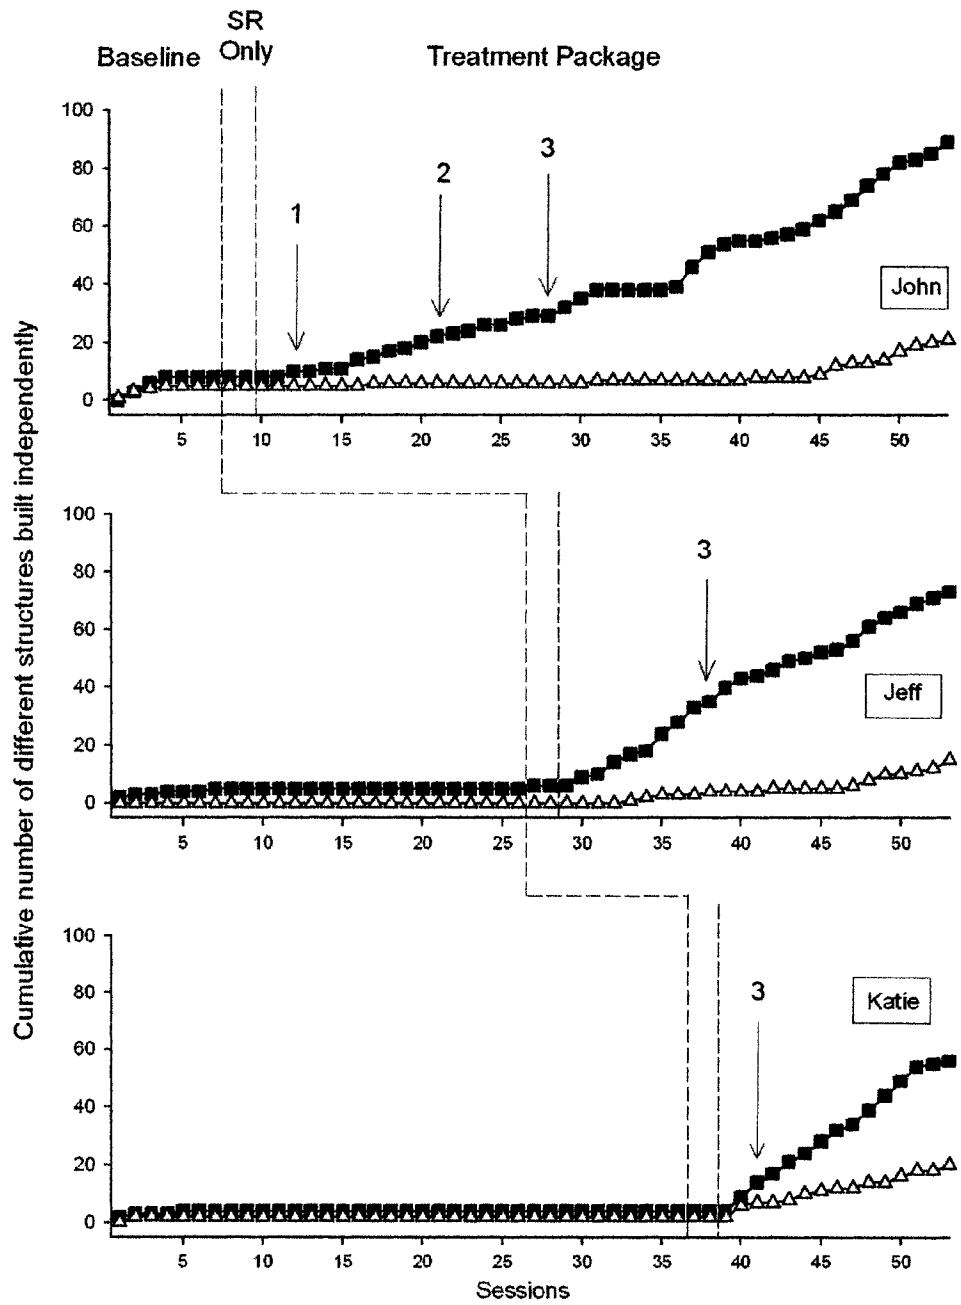 SR
Baseline Only Treatment Package
Cumulative number of different structures built independently
100
80
60
40
20
0
1
2
3
John
5 10 15 20 25 30 35 40 45 50
100
80
60
40
20
0
3
Jeff
5 10 15 20 25 30 35 40 45 50
100
80
60
40
20
0
3
Katie
5 10 15 20 25 30 35 40 45 50
Sessions